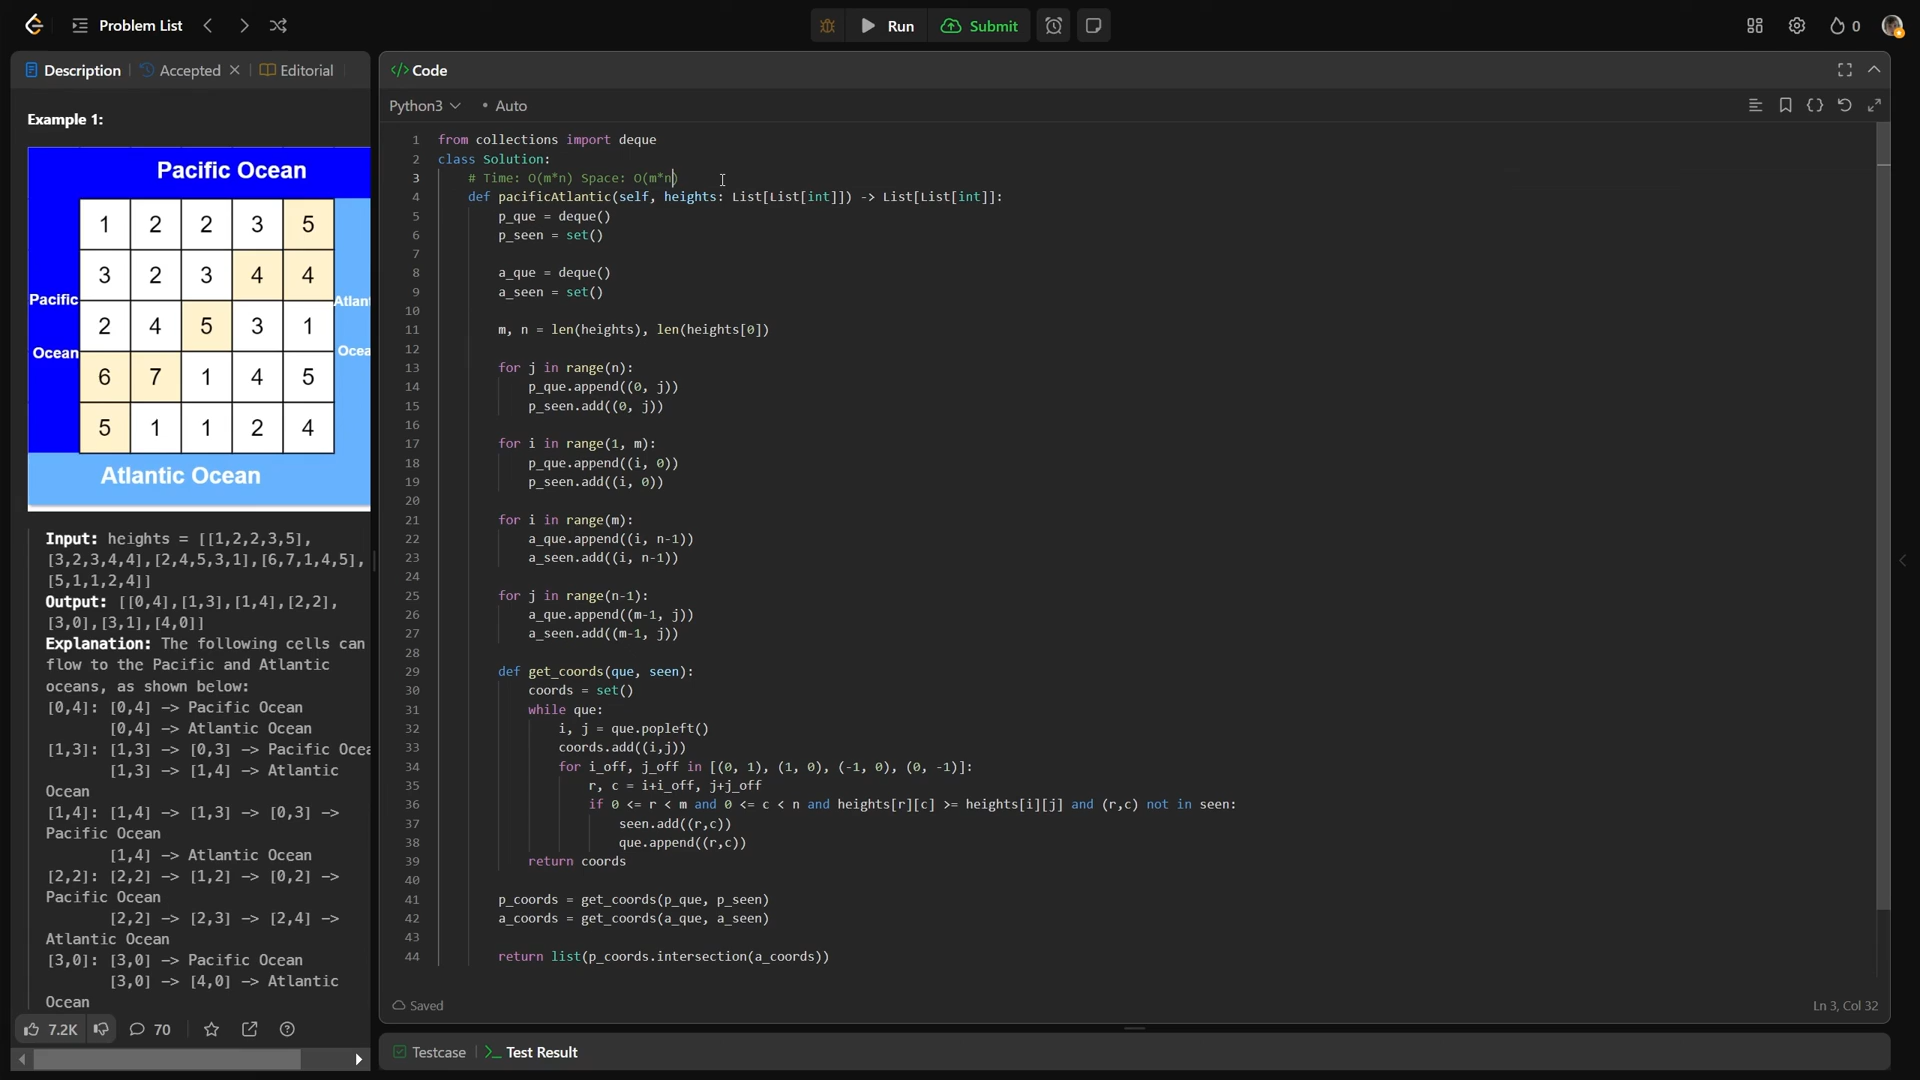 Problem List
Run
Submit
0
Description
Accepted
Editorial
Example 1:
Pacific Ocean
1 2 2 3 5
3 2 3 4 4
Pacific
Atlan
2 4 5 3 1
Ocean
Ocea
6 7 1 4 5
5 1 1 2 4
Atlantic Ocean
Input: heights = [[1,2,2,3,5],
[3,2,3,4,4],[2,4,5,3,1],[6,7,1,4,5],
[5,1,1,2,4]]
Output: [[0,4],[1,3],[1,4],[2,2],
[3,0],[3,1],[4,0]]
Explanation: The following cells can
flow to the Pacific and Atlantic
oceans, as shown below:
[0,4]: [0,4] -> Pacific Ocean
[0,4] -> Atlantic Ocean
[1,3]: [1,3] -> [0,3] -> Pacific Ocea
[1,3] -> [1,4] -> Atlantic
Ocean
[1,4]: [1,4] -> [1,3] -> [0,3] ->
Pacific Ocean
[1,4] -> Atlantic Ocean
[2,2]: [2,2] -> [1,2] -> [0,2] ->
Pacific Ocean
[2,2] -> [2,3] -> [2,4] ->
Atlantic Ocean
[3,0]: [3,0] -> Pacific Ocean
[3,0] -> [4,0] -> Atlantic
Ocean
7.2K
70
</> Code
Python3
• Auto
1 from collections import deque
2 class Solution:
3 # Time: O(m*n) Space: O(m*n)
4 def pacificAtlantic(self, heights: List[List[int]]) -> List[List[int]]:
5 p_que = deque()
6 p_seen = set()
7
8 a_que = deque()
9 a_seen = set()
10
11 m, n = len(heights), len(heights[0])
12
13 for j in range(n):
14 p_que.append((0, j))
15 p_seen.add((0, j))
16
17 for i in range(1, m):
18 p_que.append((i, 0))
19 p_seen.add((i, 0))
20
21 for i in range(m):
22 a_que.append((i, n-1))
23 a_seen.add((i, n-1))
24
25 for j in range(n-1):
26 a_que.append((m-1, j))
27 a_seen.add((m-1, j))
28
29 def get_coords(que, seen):
30 coords = set()
31 while que:
32 i, j = que.popleft()
33 coords.add((i,j))
34 for i_off, j_off in [(0, 1), (1, 0), (-1, 0), (0, -1)]:
35 r, c = i+i_off, j+j_off
36 if 0 <= r < m and 0 <= c < n and heights[r][c] >= heights[i][j] and (r,c) not in seen:
37 seen.add((r,c))
38 que.append((r,c))
39 return coords
40
41 p_coords = get_coords(p_que, p_seen)
42 a_coords = get_coords(a_que, a_seen)
43
44 return list(p_coords.intersection(a_coords))
Saved
Ln 3, Col 32
Testcase
Test Result